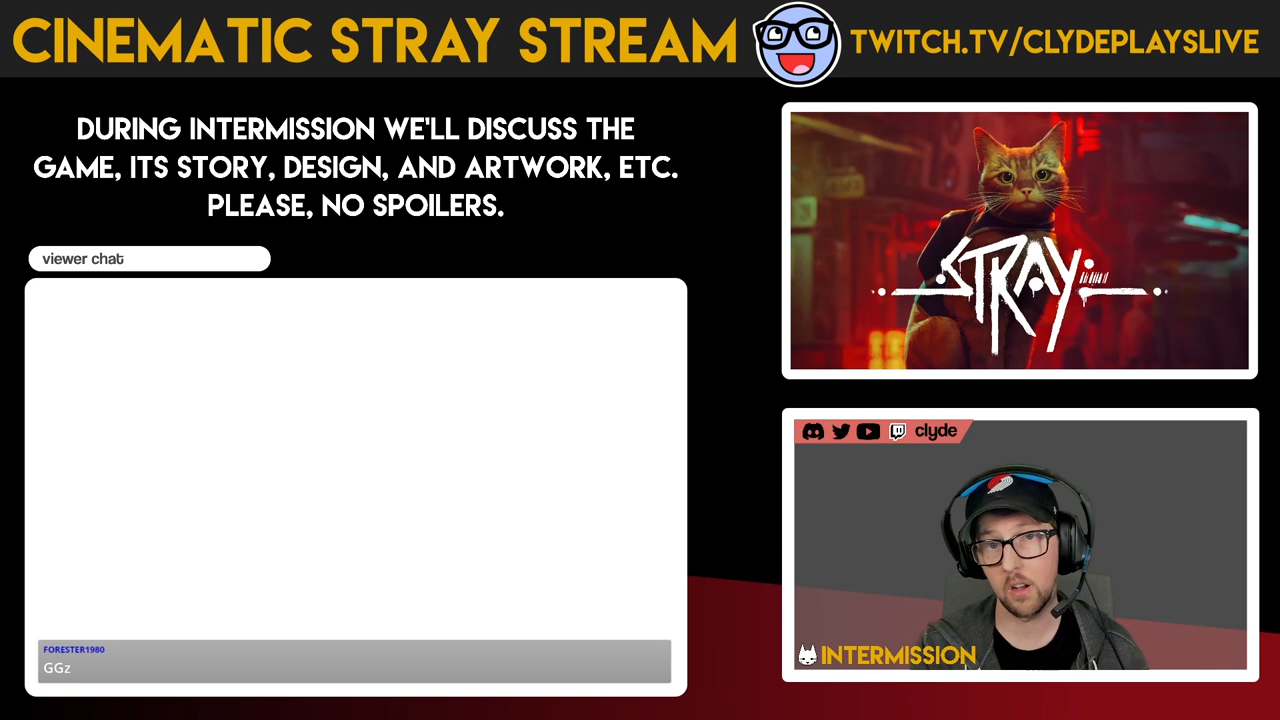 CINEMATIC STRAY STREAM
TWITCH.TV/CLYDEPLAYSLIVE
DURING INTERMISSION WE'LL DISCUSS THE
GAME, ITS STORY, DESIGN, AND ARTWORK, ETC.
PLEASE, NO SPOILERS.
viewer chat
FORESTER1980
GGz
STRAY
clyde
INTERMISSION